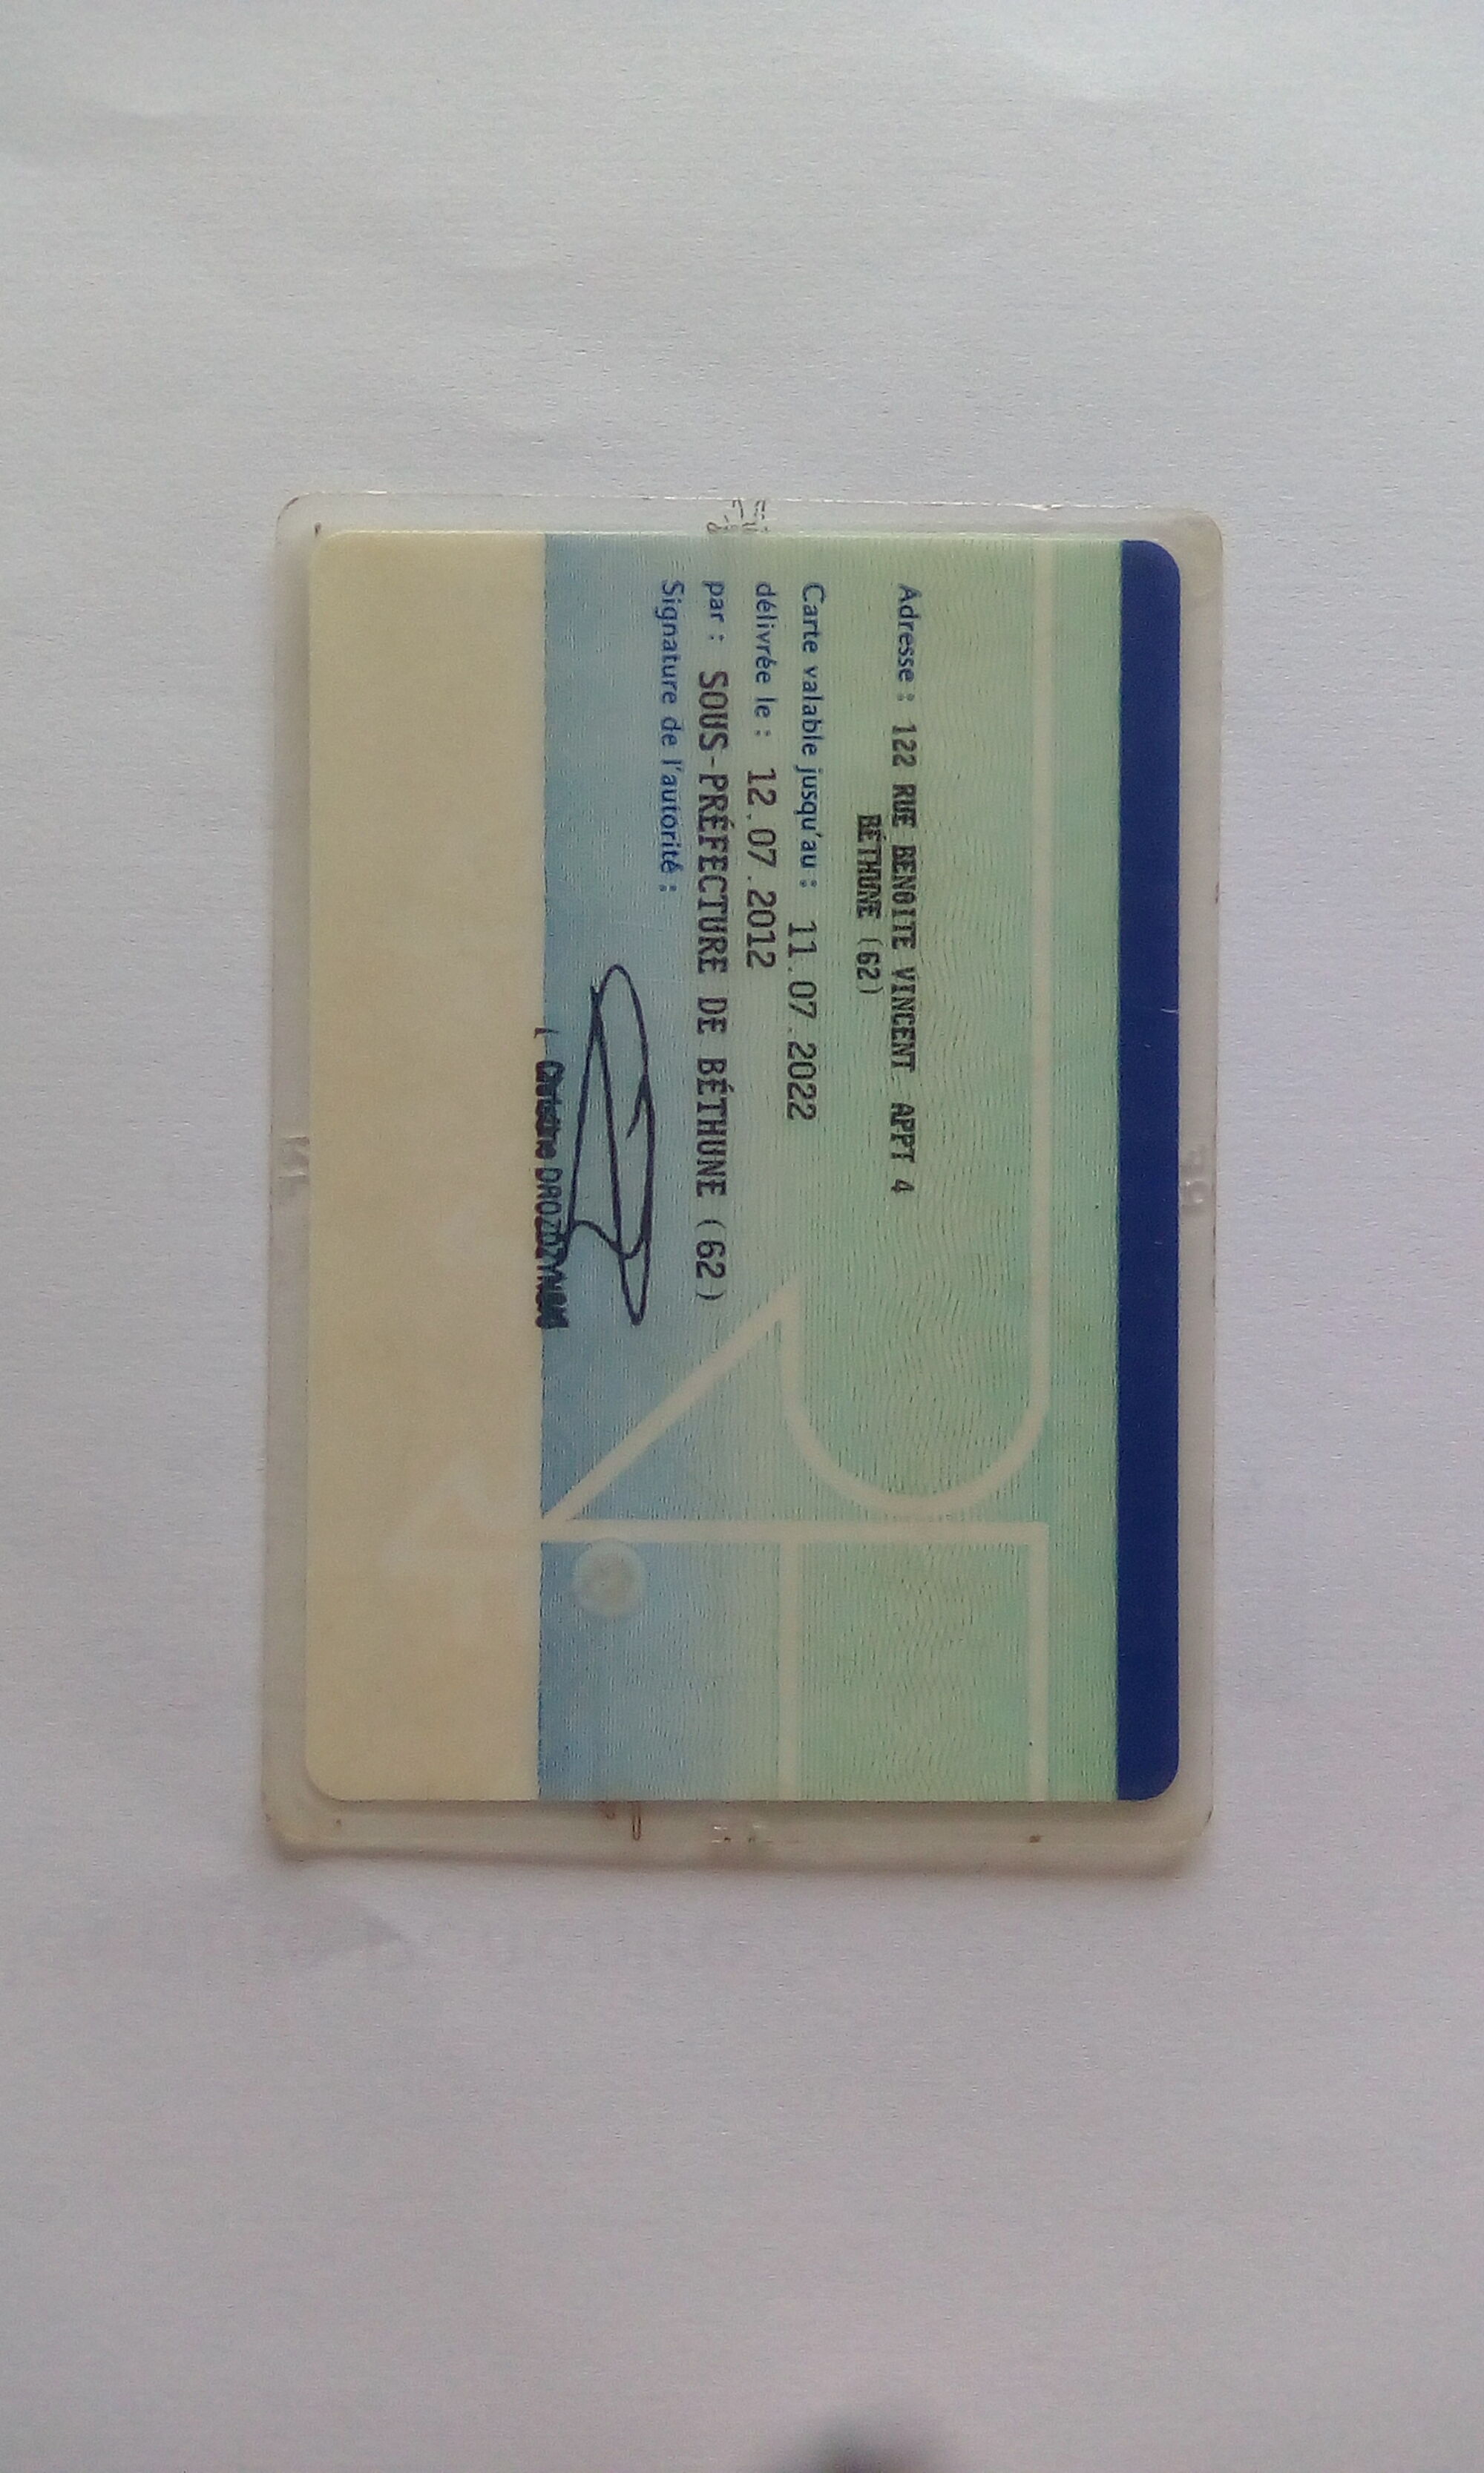 Adresse : 122 RUE BENOITE VINCENT APPT 4
BÉTHUNE (62)
Carte valable jusqu'au : 11.07.2022
délivrée le : 12.07.2012
par : SOUS-PRÉFECTURE DE BÉTHUNE (62)
Signature de l'autorité :
Christine